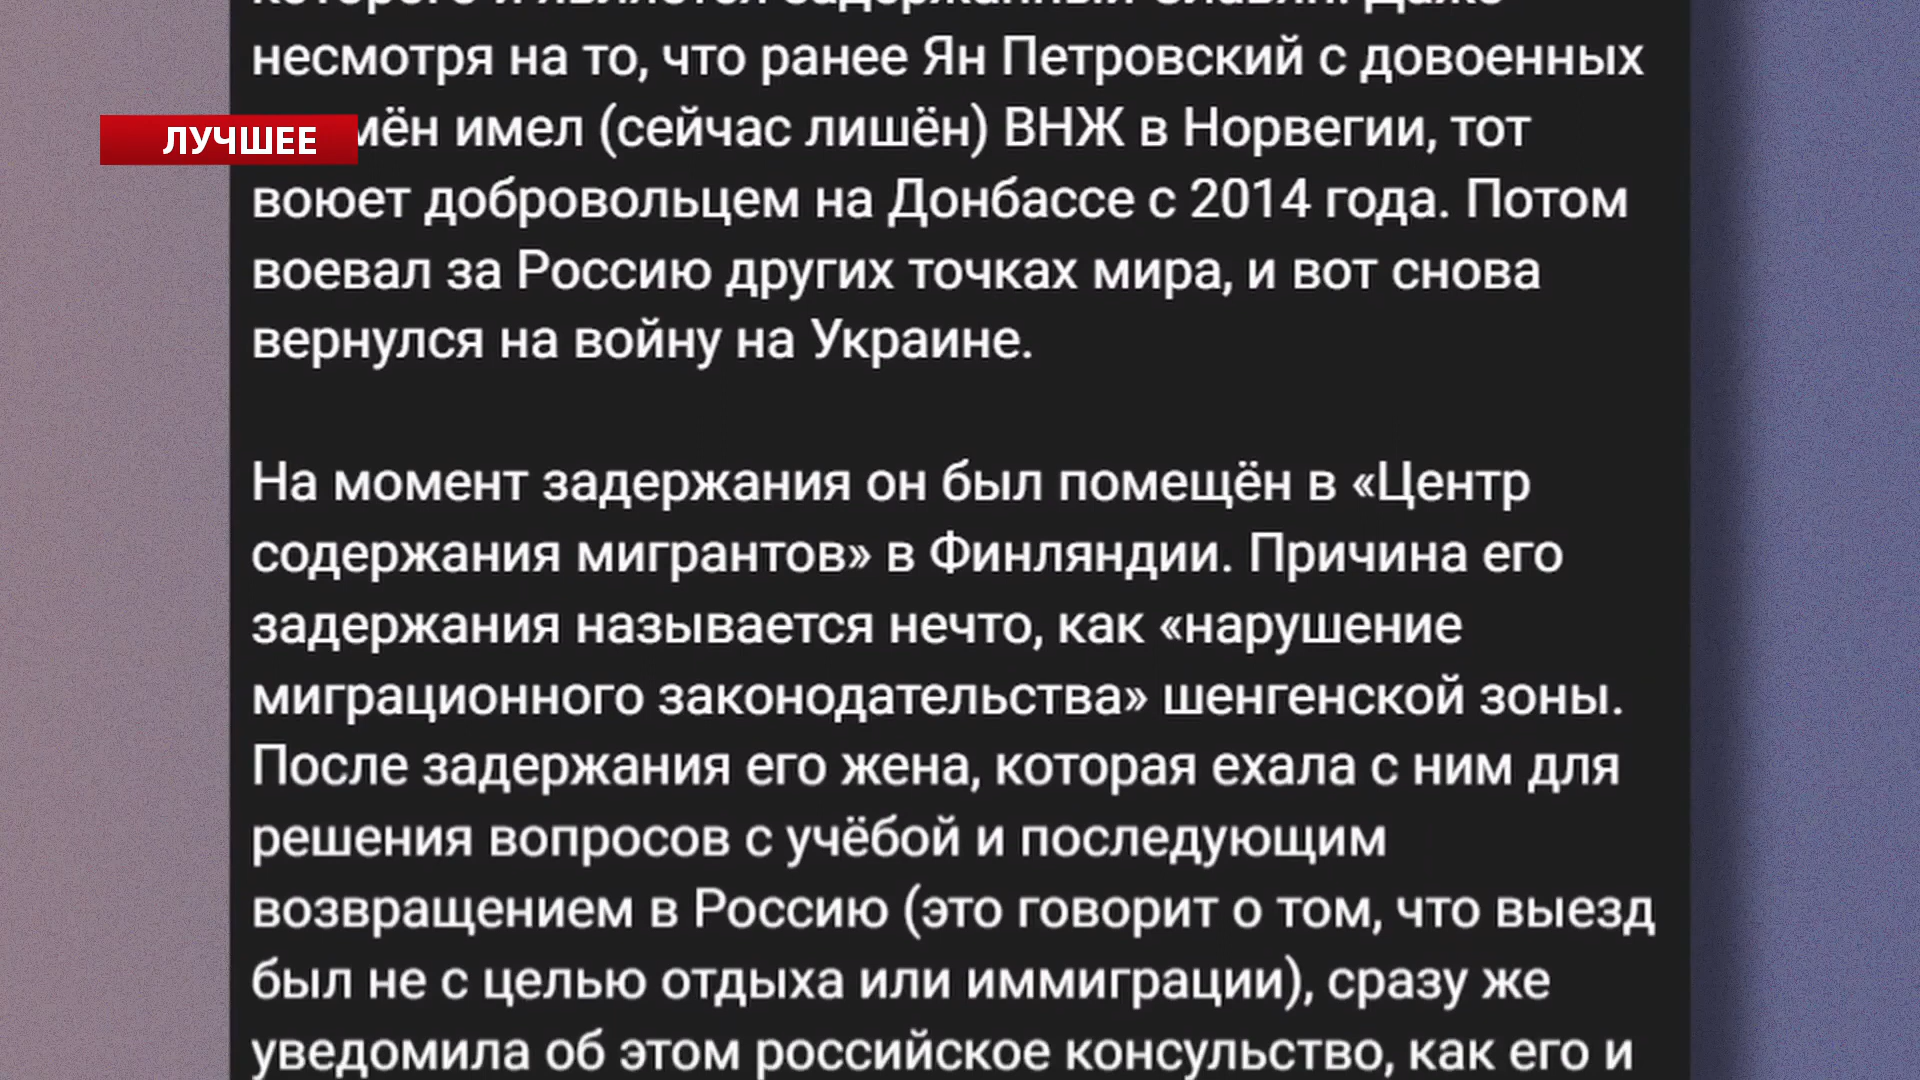 несмотря на то, что ранее Ян Петровский с довоенных
ЛУЧШЕЕ
мён имел (сейчас лишён) ВНЖ в Норвегии, тот
воюет добровольцем на Донбассе с 2014 года. Потом
воевал за Россию других точках мира, и вот снова
вернулся на войну на Украине.
На момент задержания он был помещён в «Центр
содержания мигрантов» в Финляндии. Причина его
задержания называется нечто, как «нарушение
миграционного законодательства» шенгенской зоны.
После задержания его жена, которая ехала с ним для
решения вопросов с учёбой и последующим
возвращением в Россию (это говорит о том, что выезд
был не с целью отдыха или иммиграции), сразу же
уведомила об этом российское консульство, как его и